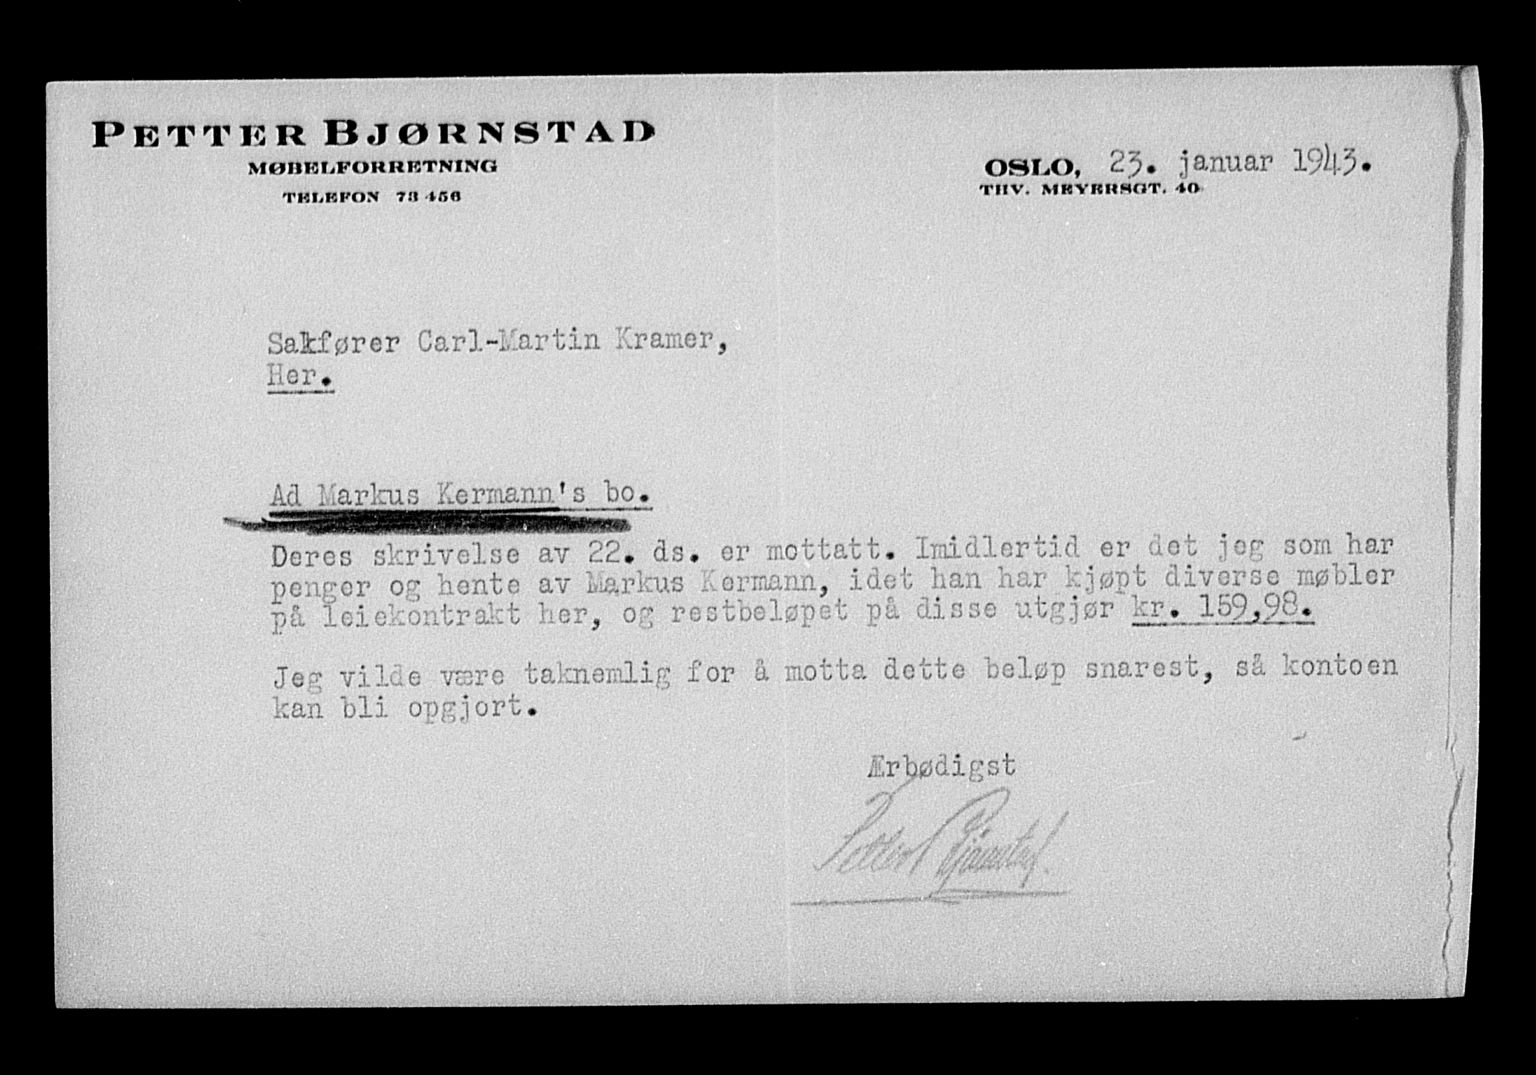 PETTER BJØRNSTAD
MØBELFORRETNING
TELEFON 73 456
OSLO, 23. januar 1943.
THV. MEYERSGT. 40
Sakfører Carl-Martin Kramer,
Her.
Ad Markus Kermann's bo.
Deres skrivelse av 22. ds. er mottatt. Imidlertid er det jeg som har
penger og hente av Markus Kermann, idet han har kjøpt diverse møbler
på leiekontrakt her, og restbeløpet på disse utgjør kr. 159,98.
Jeg vilde være taknemlig for å motta dette beløp snarest, så kontoen
kan bli opgjort.
Ærbødigst
Petter Bjørnstad.